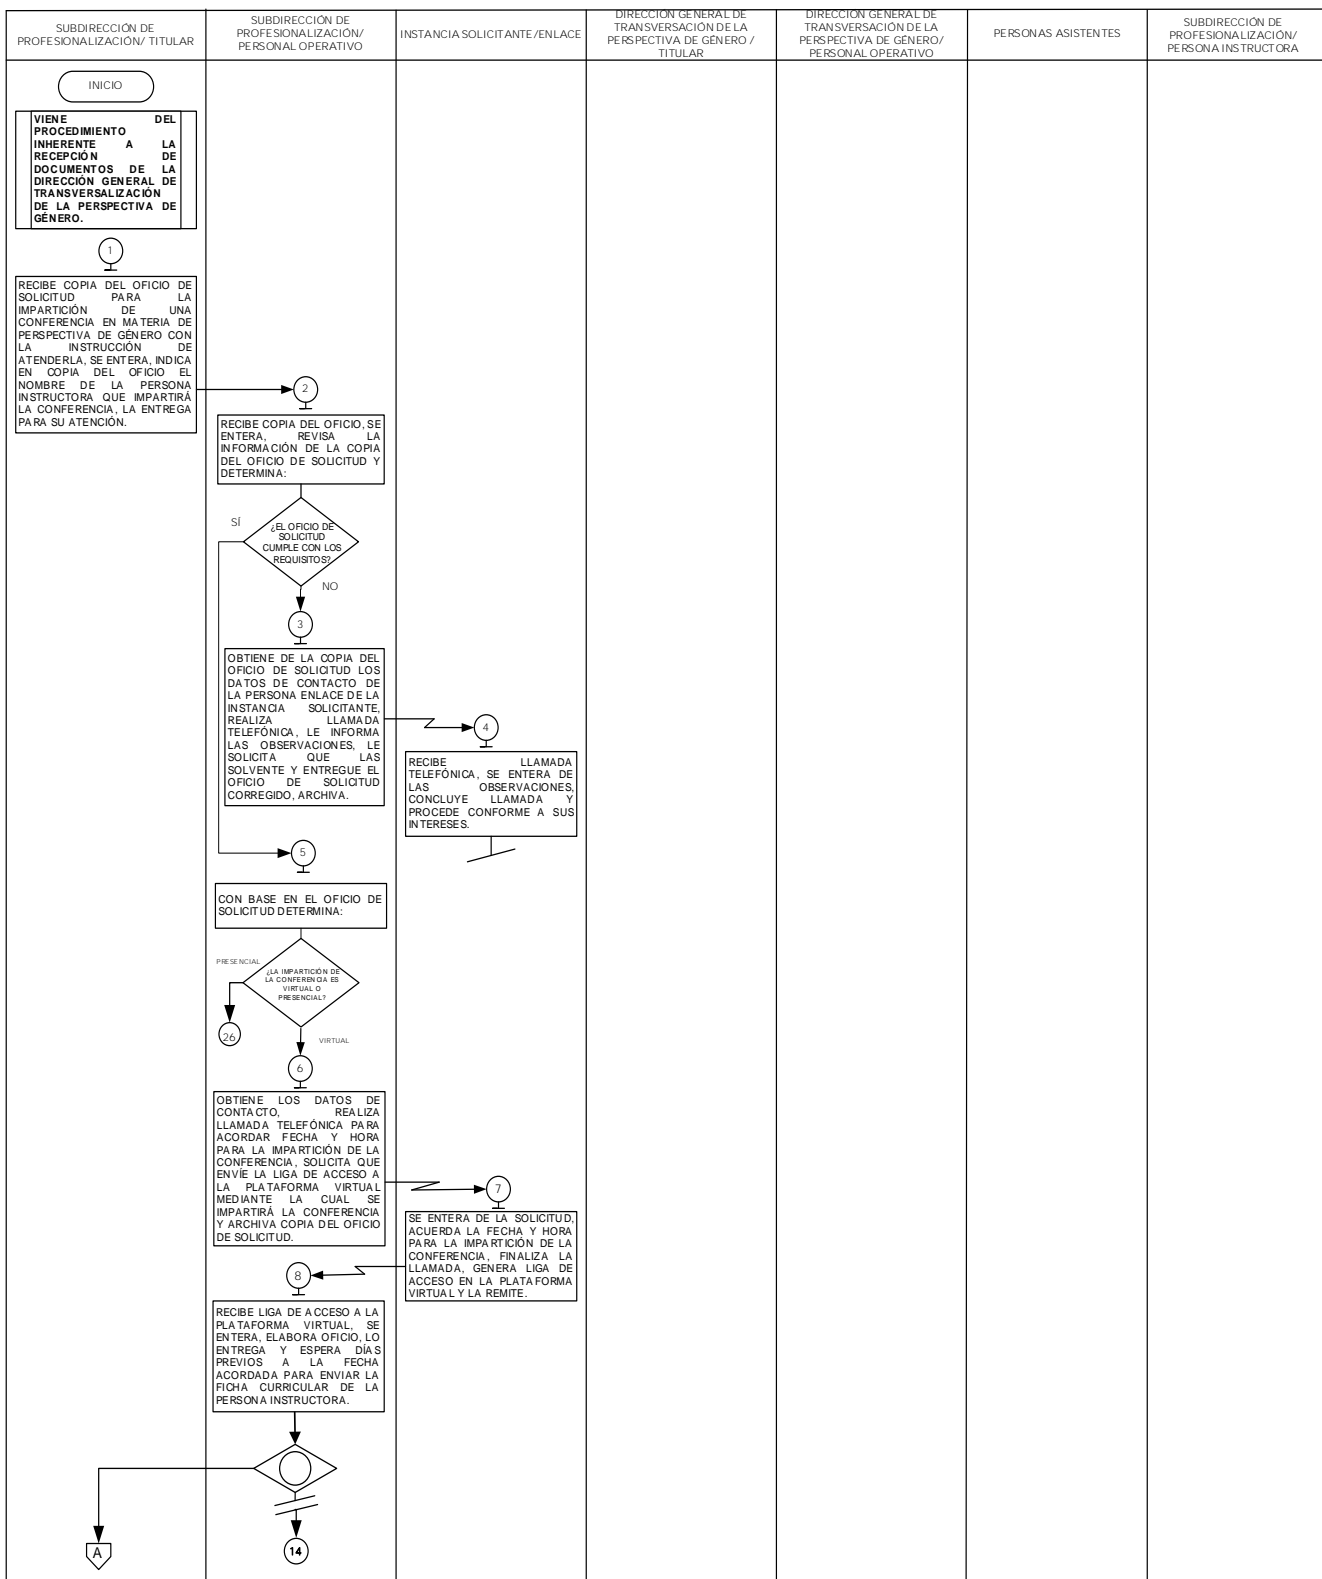 SUBDIRECCIÓN DE
PROFESIONALIZACIÓN/ TITULAR
SUBDIRECCIÓN DE
PROFESIONALIZACIÓN/
PERSONAL OPERATIVO
INSTANCIA SOLICITANTE/ENLACE
DIRECCIÓN GENERAL DE
TRANSVERSACIÓN DE LA
PERSPECTIVA DE GÉNERO /
TITULAR
DIRECCIÓN GENERAL DE
TRANSVERSACIÓN DE LA
PERSPECTIVA DE GÉNERO/
PERSONAL OPERATIVO
PERSONAS ASISTENTES
SUBDIRECCIÓN DE
PROFESIONALIZACIÓN/
PERSONA INSTRUCTORA
INICIO
VIENE DEL
PROCEDIMIENTO
INHERENTE A LA
RECEPCIÓN DE
DOCUMENTOS DE LA
DIRECCIÓN GENERAL DE
TRANSVERSALIZACIÓN
DE LA PERSPECTIVA DE
GÉNERO.
1
RECIBE COPIA DEL OFICIO DE
SOLICITUD PARA LA
IMPARTICIÓN DE UNA
CONFERENCIA EN MATERIA DE
PERSPECTIVA DE GÉNERO CON
LA INSTRUCCIÓN DE
ATENDERLA, SE ENTERA, INDICA
EN COPIA DEL OFICIO EL
NOMBRE DE LA PERSONA
INSTRUCTORA QUE IMPARTIRÁ
LA CONFERENCIA, LA ENTREGA
PARA SU ATENCIÓN.
2
RECIBE COPIA DEL OFICIO, SE
ENTERA, REVISA LA
INFORMACIÓN DE LA COPIA
DEL OFICIO DE SOLICITUD Y
DETERMINA:
SÍ
¿EL OFICIO DE
SOLICITUD
CUMPLE CON LOS
REQUISITOS?
NO
3
OBTIENE DE LA COPIA DEL
OFICIO DE SOLICITUD LOS
DATOS DE CONTACTO DE
LA PERSONA ENLACE DE LA
INSTANCIA SOLICITANTE,
REALIZA LLAMADA
TELEFÓNICA, LE INFORMA
LAS OBSERVACIONES, LE
SOLICITA QUE LAS
SOLVENTE Y ENTREGUE EL
OFICIO DE SOLICITUD
CORREGIDO, ARCHIVA.
4
RECIBE LLAMADA
TELEFÓNICA, SE ENTERA DE
LAS OBSERVACIONES,
CONCLUYE LLAMADA Y
PROCEDE CONFORME A SUS
INTERESES.
5
CON BASE EN EL OFICIO DE
SOLICITUD DETERMINA:
PRESENCIAL
¿LA IMPARTICIÓN DE
LA CONFERENCIA ES
VIRTUAL O
PRESENCIAL?
26
VIRTUAL
6
OBTIENE LOS DATOS DE
CONTACTO, REALIZA
LLAMADA TELEFÓNICA PARA
ACORDAR FECHA Y HORA
PARA LA IMPARTICIÓN DE LA
CONFERENCIA, SOLICITA QUE
ENVÍE LA LIGA DE ACCESO A
LA PLATAFORMA VIRTUAL
MEDIANTE LA CUAL SE
IMPARTIRÁ LA CONFERENCIA
Y ARCHIVA COPIA DEL OFICIO
DE SOLICITUD.
7
SE ENTERA DE LA SOLICITUD,
ACUERDA LA FECHA Y HORA
PARA LA IMPARTICIÓN DE LA
CONFERENCIA, FINALIZA LA
LLAMADA, GENERA LIGA DE
ACCESO EN LA PLATAFORMA
VIRTUAL Y LA REMITE.
8
RECIBE LIGA DE ACCESO A LA
PLATAFORMA VIRTUAL, SE
ENTERA, ELABORA OFICIO, LO
ENTREGA Y ESPERA DÍAS
PREVIOS A LA FECHA
ACORDADA PARA ENVIAR LA
FICHA CURRICULAR DE LA
PERSONA INSTRUCTORA.
A
14